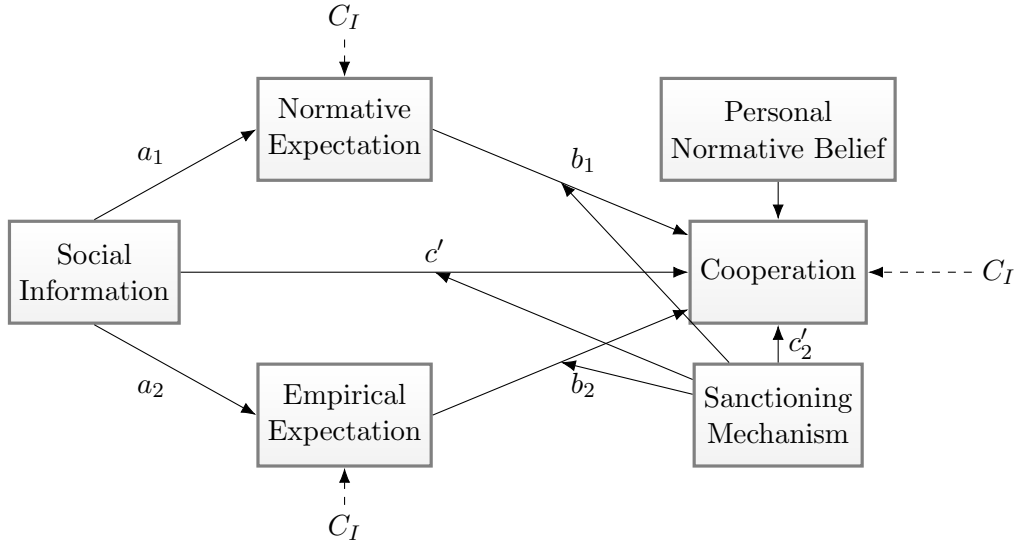 C_I
Normative
Expectation
Personal
Normative Belief
a_1
b_1
Social
Information
c′
Cooperation
C_I
c′_2
a_2
b_2
Empirical
Expectation
Sanctioning
Mechanism
C_I